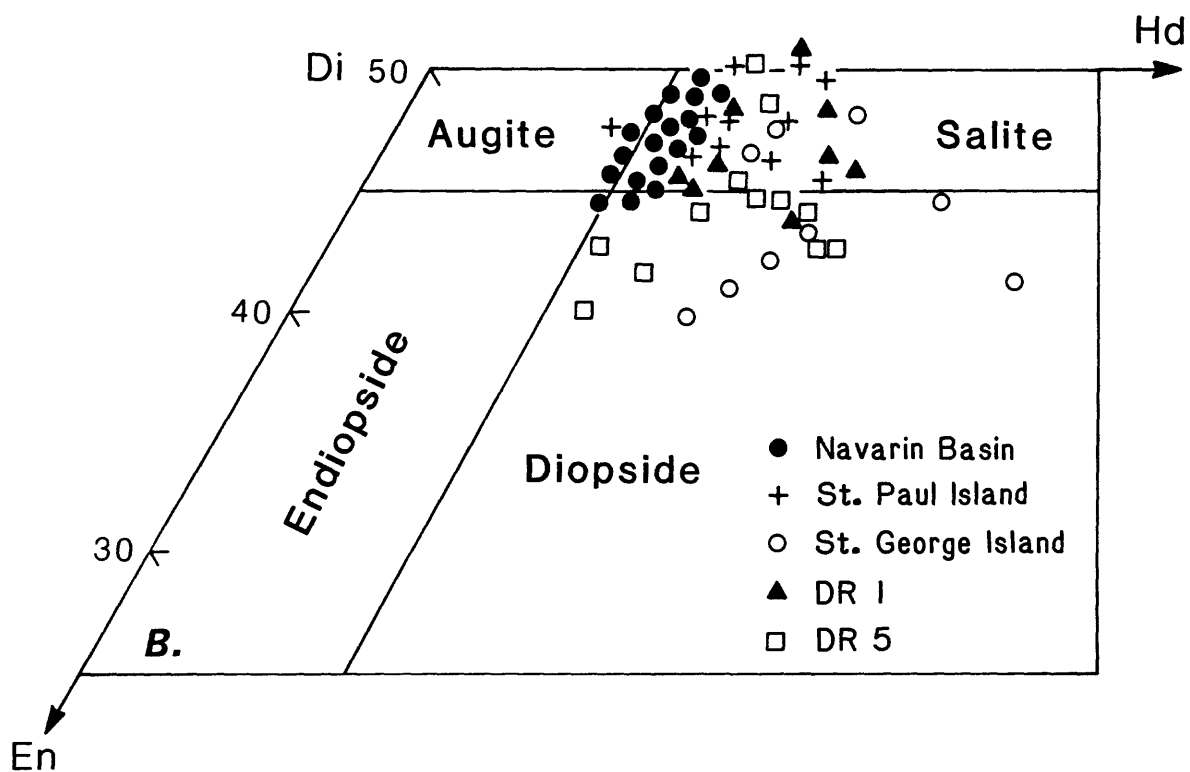 Hd
Di 50
Augite
Salite
40
Endiopside
Diopside
Navarin Basin
St. Paul Island
St. George Island
30
DR 1
DR 5
B.
En